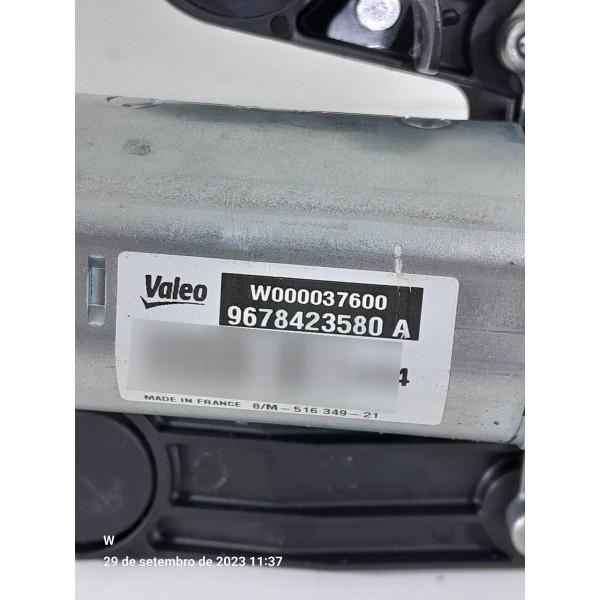 Valeo
W000037600
9678423580 A
4
MADE IN FRANCE 8/M-516 349-21
W
29 de setembro de 2023 11:37